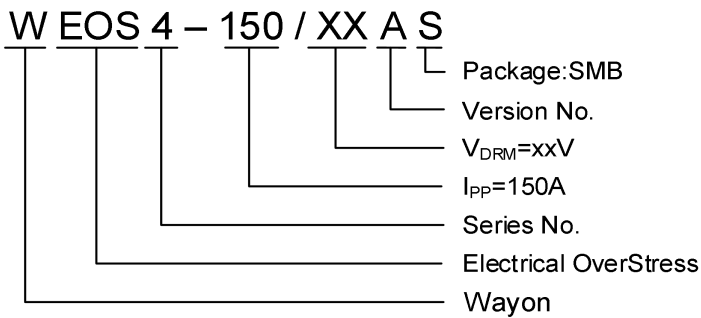 W EOS 4 – 150 / XX A S
Package:SMB
Version No.
VDRM=xxV
IPP=150A
Series No.
Electrical OverStress
Wayon